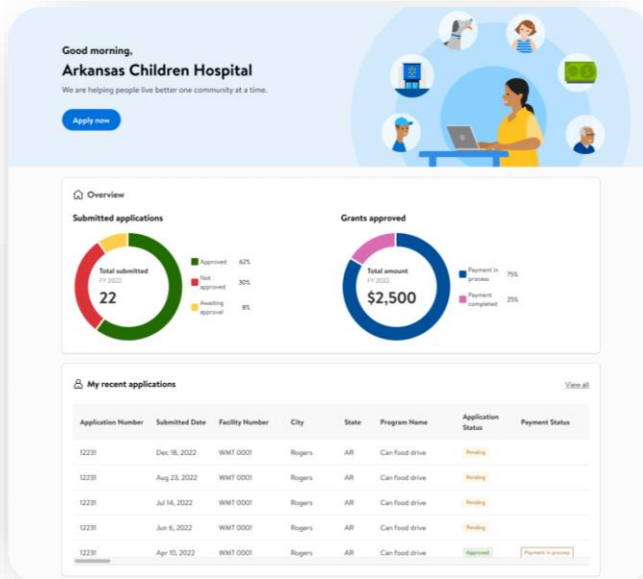 Good morning,
Arkansas Children Hospital
We are helping people live better one community at a time.
Apply now
Overview
Submitted applications
Total submitted
FY 2022
22
Approved 62%
Not approved 30%
Awaiting approval 8%
Grants approved
Total amount
FY 2022
$2,500
Payment in process 75%
Payment completed 25%
My recent applications
View all
Application Number Submitted Date Facility Number City State Program Name Application Status Payment Status
12231 Dec 18, 2022 WMT 0001 Rogers AR Can food drive Pending
12231 Aug 23, 2022 WMT 0001 Rogers AR Can food drive Pending
12231 Jul 14, 2022 WMT 0001 Rogers AR Can food drive Pending
12231 Jun 6, 2022 WMT 0001 Rogers AR Can food drive Pending
12231 Apr 10, 2022 WMT 0001 Rogers AR Can food drive Approved Payment in process